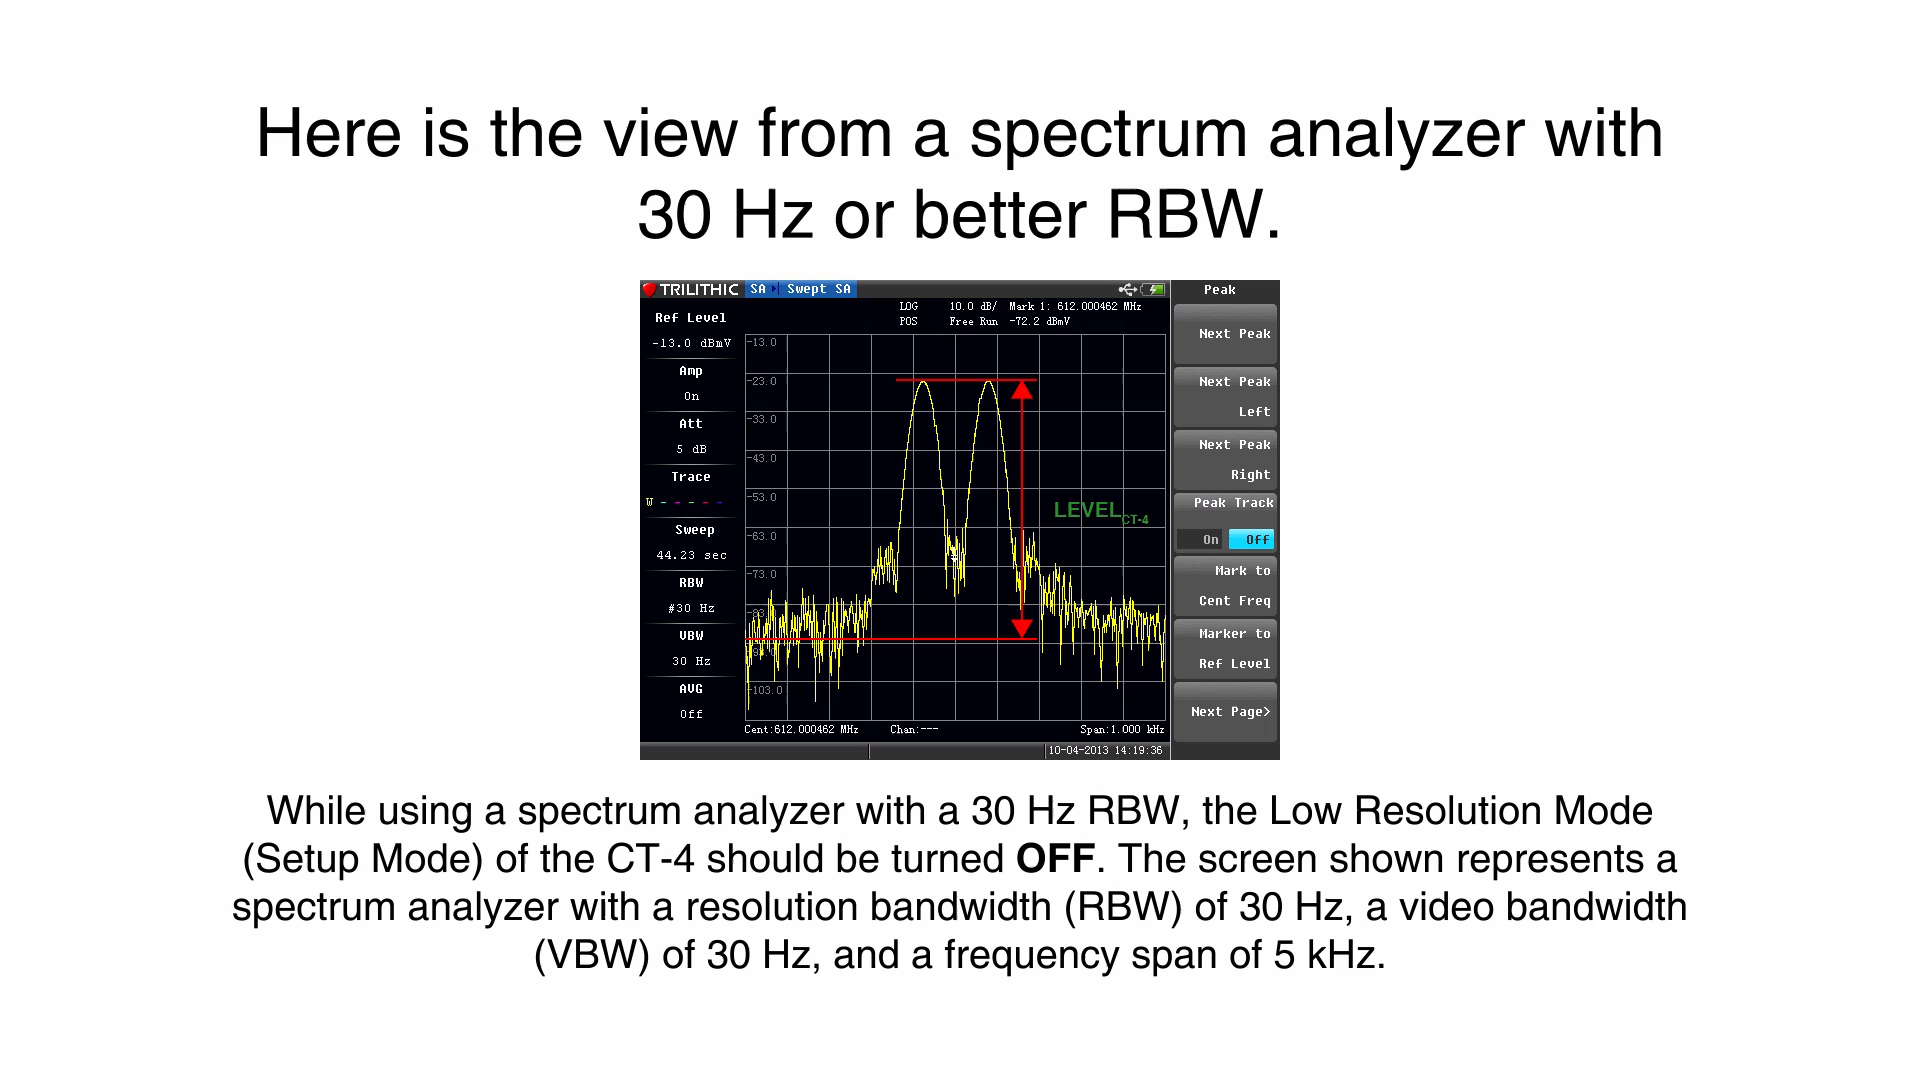 Here is the view from a spectrum analyzer with
30 Hz or better RBW.
TRILITHIC SA Swept SA
Peak
LOG 10.0 dB/ Mark 1: 612.000462 MHz
POS Free Run -72.2 dBmV
Ref Level
-13.0 dBmV
Amp
On
Att
5 dB
Trace
W - - - - -
Sweep
44.23 sec
RBW
#30 Hz
VBW
30 Hz
AVG
Off
-13.0
-23.0
-33.0
-43.0
-53.0
-63.0
-73.0
-83
-103.0
LEVEL CT-4
Next Peak
Next Peak
Left
Next Peak
Right
Peak Track
On Off
Mark to
Cent Freq
Marker to
Ref Level
Next Page>
Cent:612.000462 MHz Chan:--- Span:1.000 kHz
10-04-2013 14:19:36
While using a spectrum analyzer with a 30 Hz RBW, the Low Resolution Mode
(Setup Mode) of the CT-4 should be turned OFF. The screen shown represents a
spectrum analyzer with a resolution bandwidth (RBW) of 30 Hz, a video bandwidth
(VBW) of 30 Hz, and a frequency span of 5 kHz.